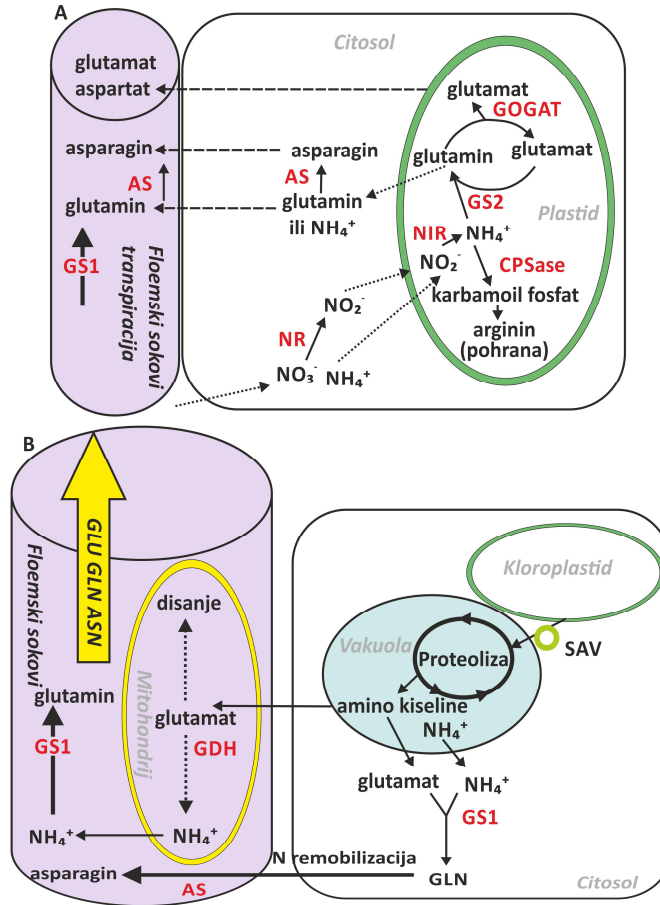 A
Citosol
glutamat
aspartat
glutamat
GOGAT
asparagin
asparagin
glutamin
glutamat
AS
AS
glutamin
glutamin
ili NH₄⁺
GS2
Plastid
NIR
NH₄⁺
GS1
NO₂⁻
CPSase
Floemski sokovi
transpiracija
karbamoil fosfat
NO₂⁻
arginin
(pohrana)
NR
NO₃⁻
NH₄⁺
B
GLU GLN ASN
Floemski sokovi
Kloroplastid
disanje
Vakuola
Proteoliza
SAV
Mitohondrij
glutamin
amino kiseline
glutamat
NH₄⁺
GS1
GDH
glutamat
NH₄⁺
GS1
NH₄⁺
NH₄⁺
N remobilizacija
asparagin
GLN
AS
Citosol